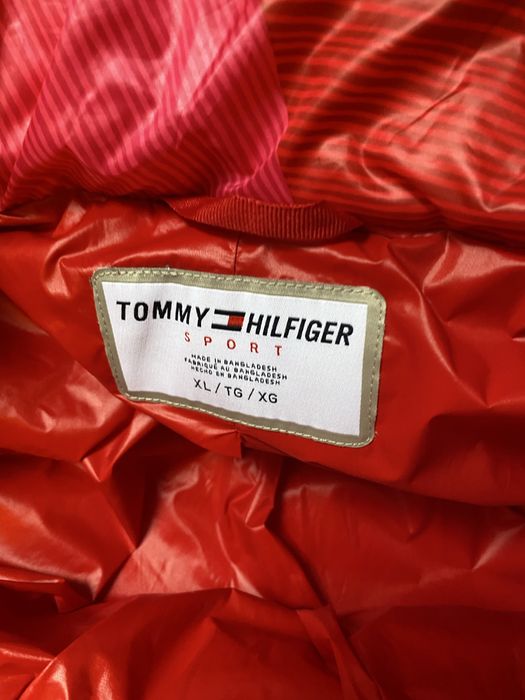 TOMMY HILFIGER
SPORT
MADE IN BANGLADESH
FABRIQUÉ AU BANGLADESH
HECHO EN BANGLADESH
XL / TG / XG